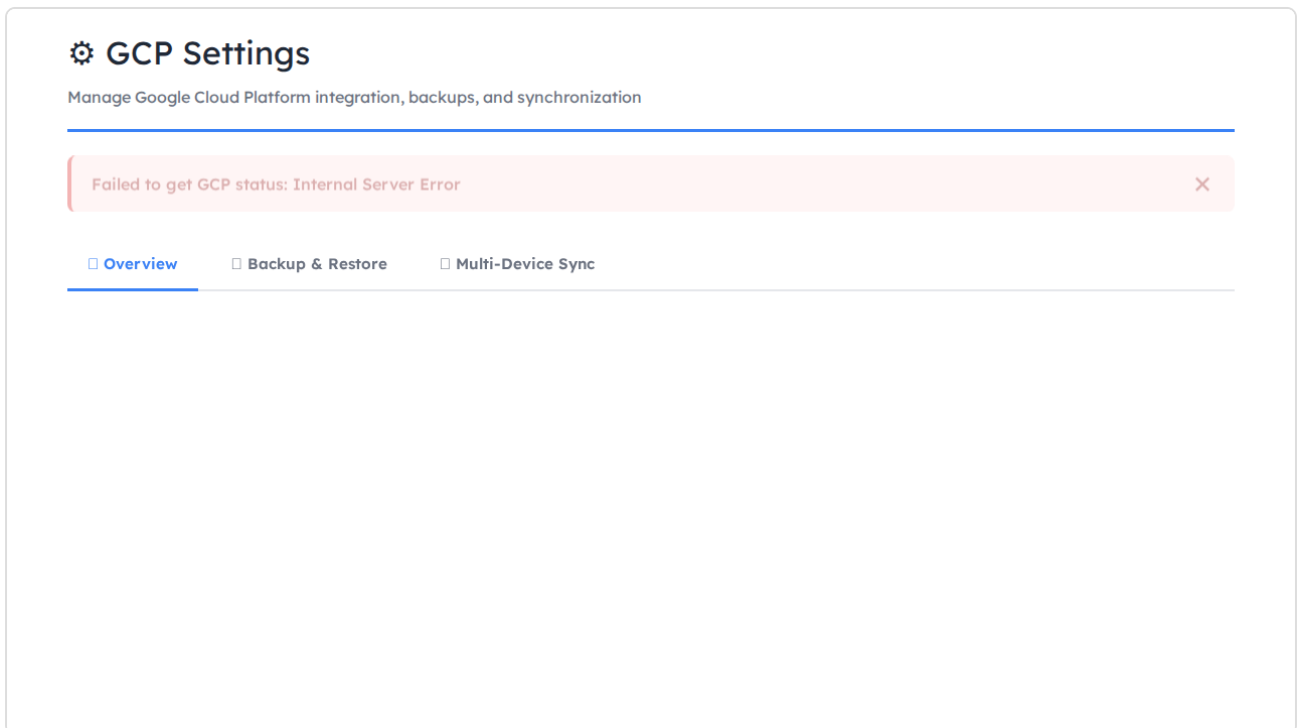 ⚙ GCP Settings
Manage Google Cloud Platform integration, backups, and synchronization
Failed to get GCP status: Internal Server Error ✕
Overview Backup & Restore Multi-Device Sync